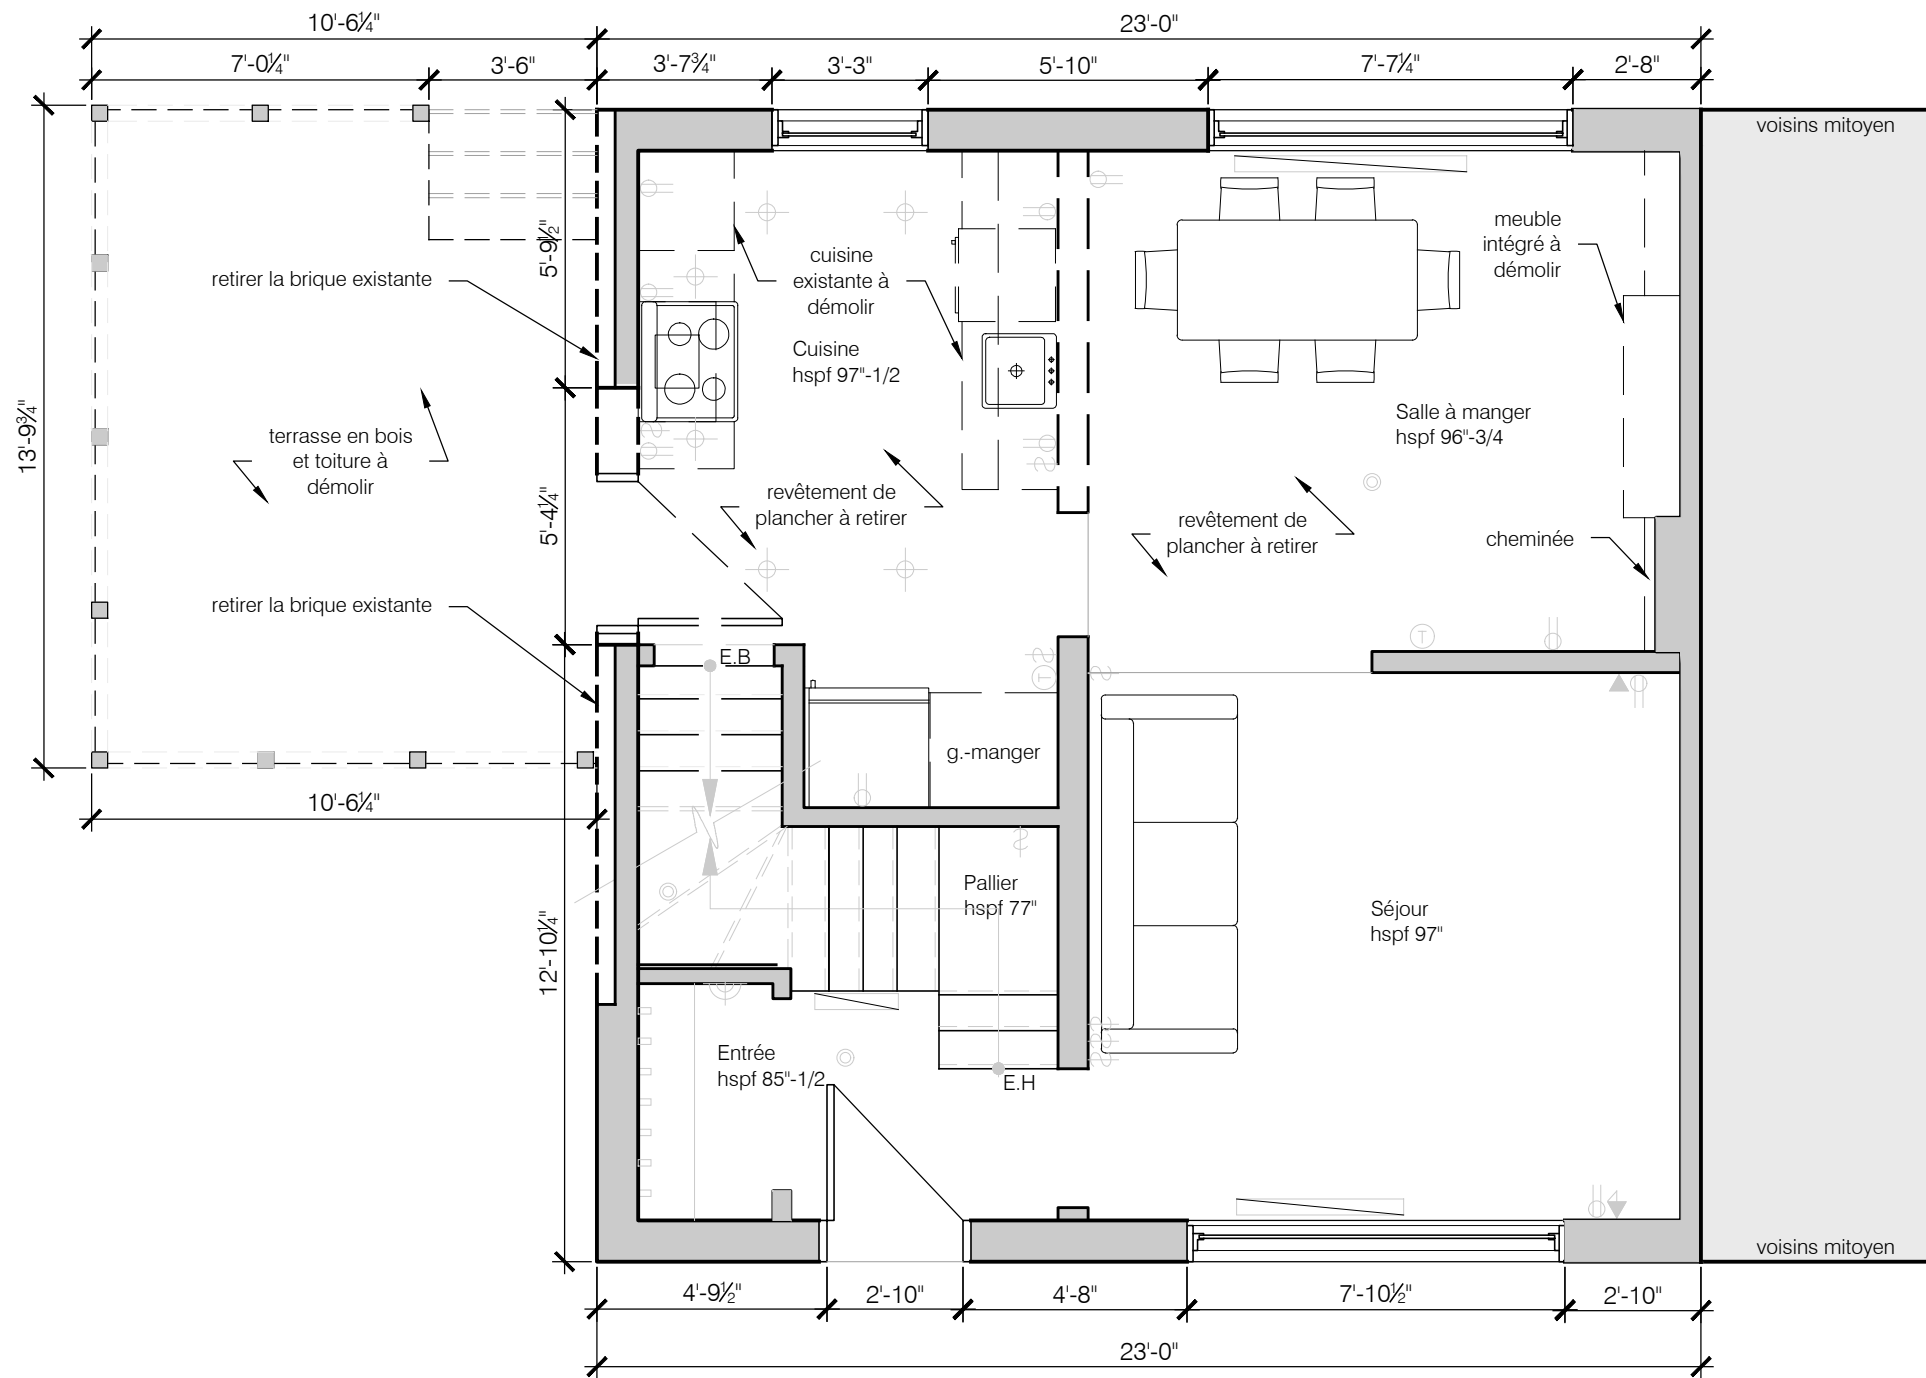 10'-6¼"
23'-0"
7'-0¼"
3'-6"
3'-7¾"
3'-3"
5'-10"
7'-7¼"
2'-8"
voisins mitoyen
13'-9¾"
5'-9½"
retirer la brique existante
cuisine
existante à
démolir
meuble
intégré à
démolir
Cuisine
hspf 97"-1/2
Salle à manger
hspf 96"-3/4
terrasse en bois
et toiture à
démolir
5'-4¼"
revêtement de
plancher à retirer
revêtement de
plancher à retirer
cheminée
retirer la brique existante
T
E.B
T
g.-manger
10'-6¼"
Pallier
hspf 77"
Séjour
hspf 97"
12'-10¼"
Entrée
hspf 85"-1/2
E.H
voisins mitoyen
4'-9½"
2'-10"
4'-8"
7'-10½"
2'-10"
23'-0"